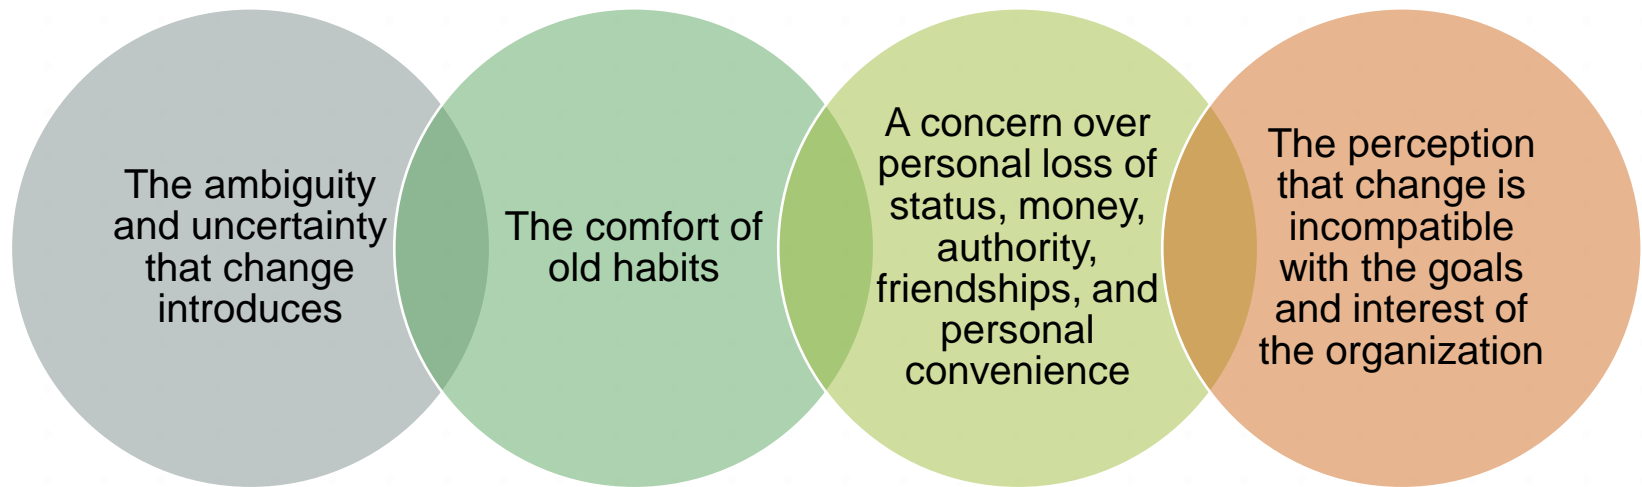 The ambiguity
and uncertainty
that change
introduces
The comfort of
old habits
A concern over
personal loss of
status, money,
authority,
friendships, and
personal
convenience
The perception
that change is
incompatible
with the goals
and interest of
the organization